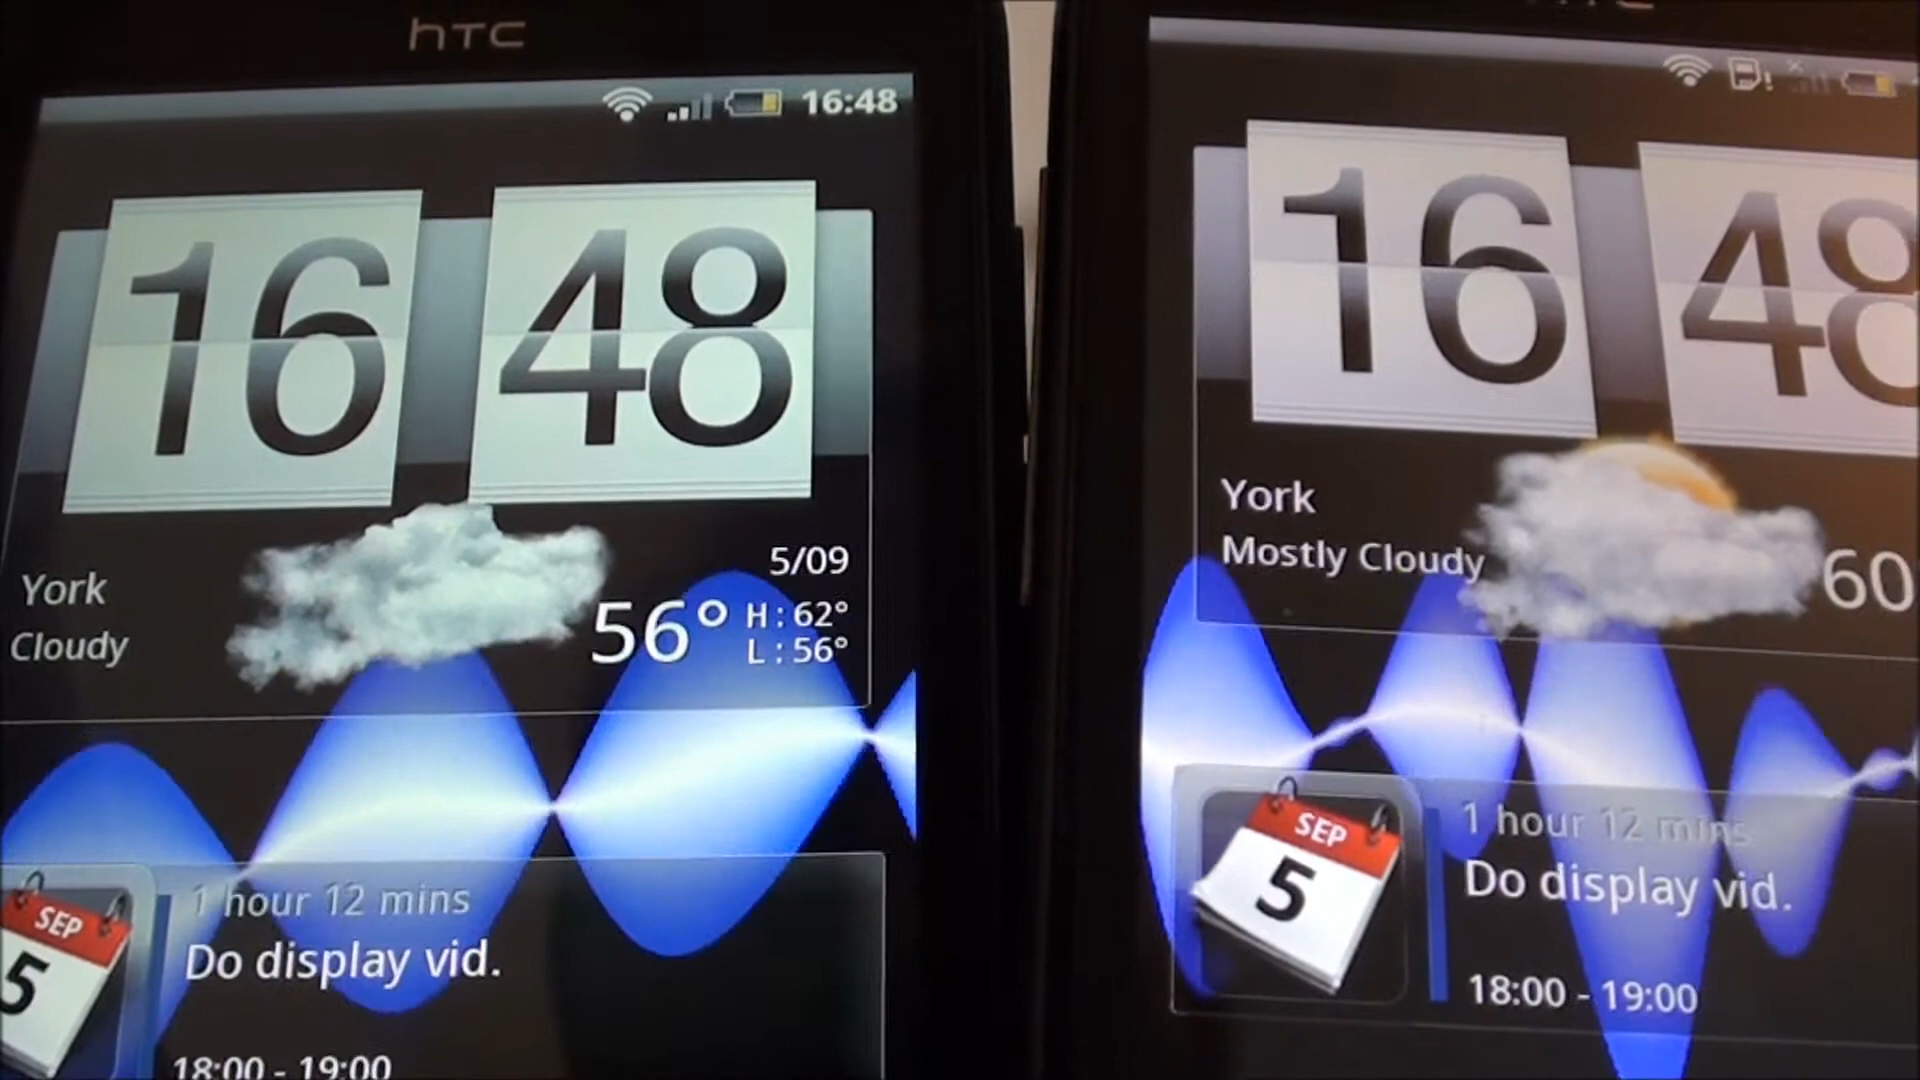 hTC
16:48
16 48
York
Cloudy
5/09
56°
H : 62°
L : 56°
SEP
5
1 hour 12 mins
Do display vid.
18:00 - 19:00
16 48
York
Mostly Cloudy
60
SEP
5
1 hour 12 mins
Do display vid.
18:00 - 19:00